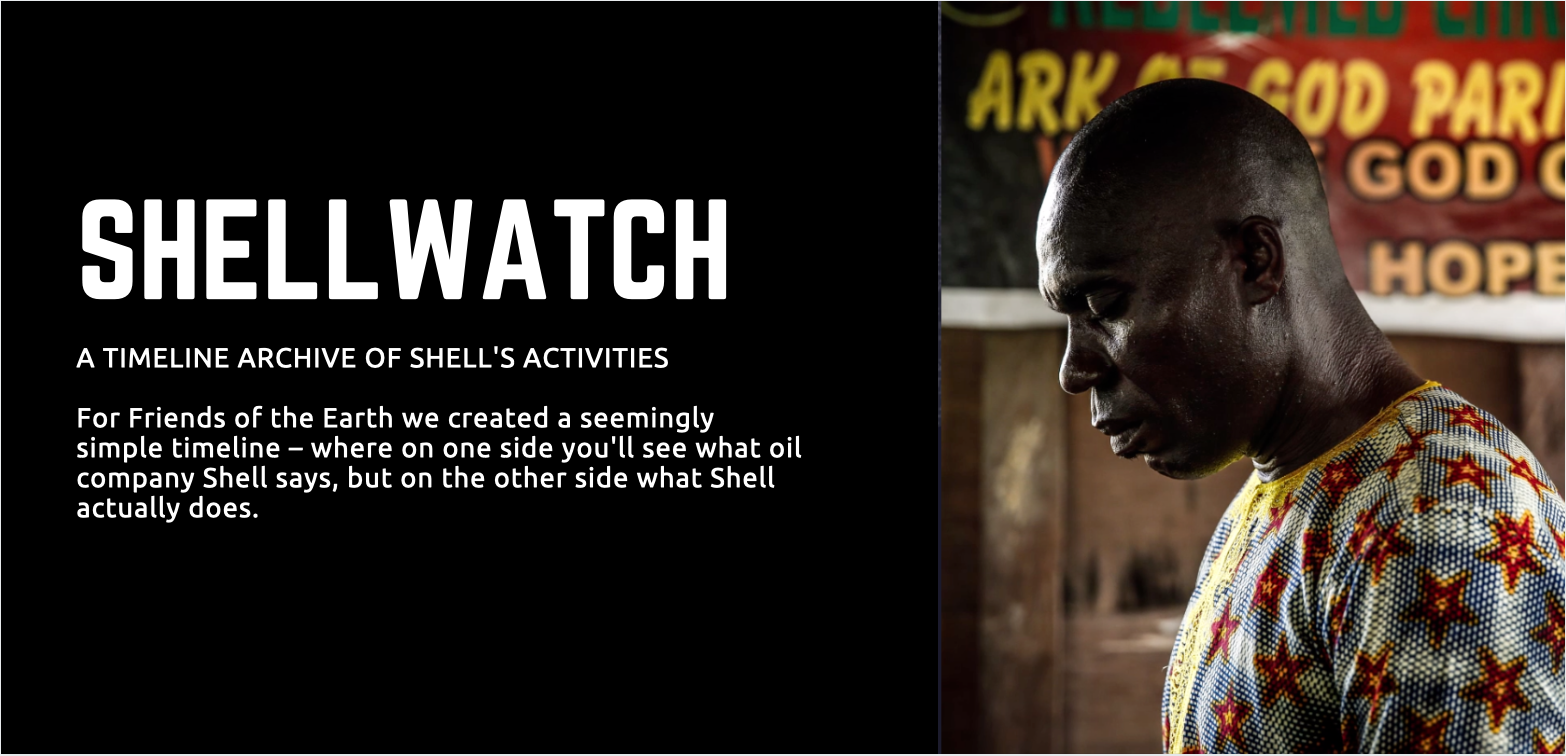 SHELLWATCH
A TIMELINE ARCHIVE OF SHELL'S ACTIVITIES
For Friends of the Earth we created a seemingly
simple timeline – where on one side you'll see what oil
company Shell says, but on the other side what Shell
actually does.
REDEEMED
ARK OF GOD
GOD
HOPE